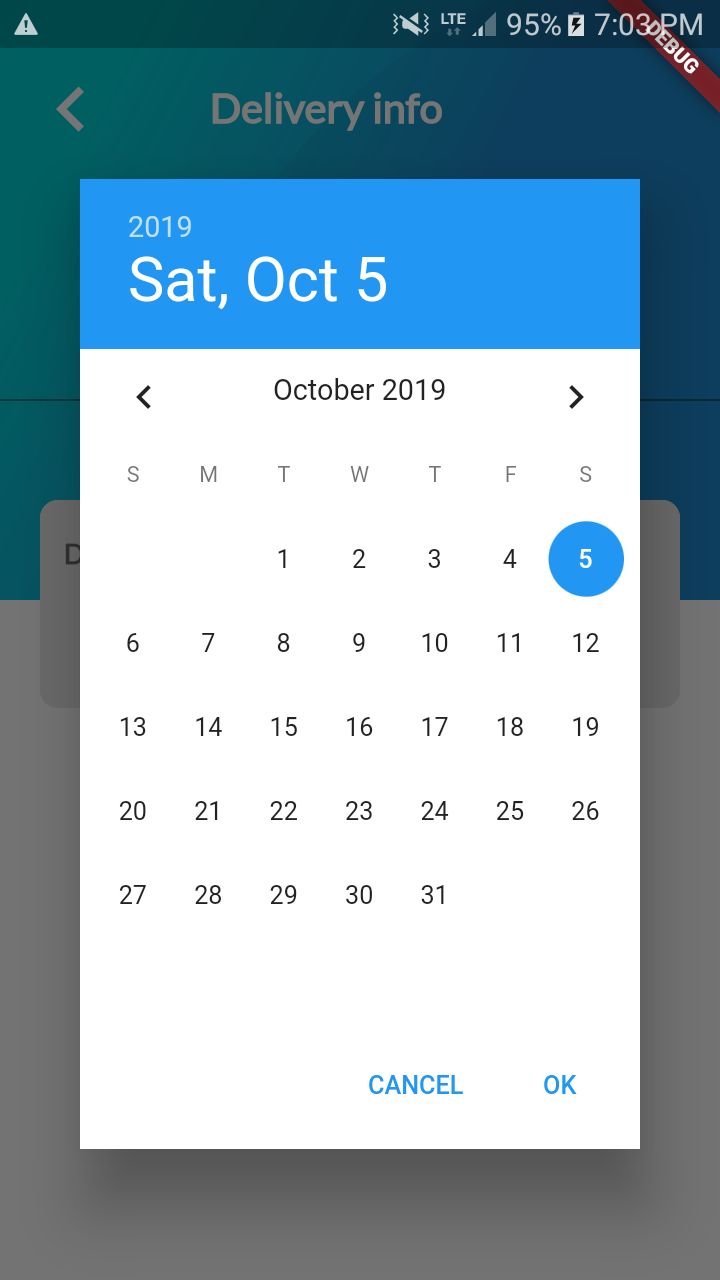 LTE 95% 7:03 PM
DEBUG
Delivery info
2019
Sat, Oct 5
October 2019
S M T W T F S
1 2 3 4 5
6 7 8 9 10 11 12
13 14 15 16 17 18 19
20 21 22 23 24 25 26
27 28 29 30 31
D
CANCEL OK